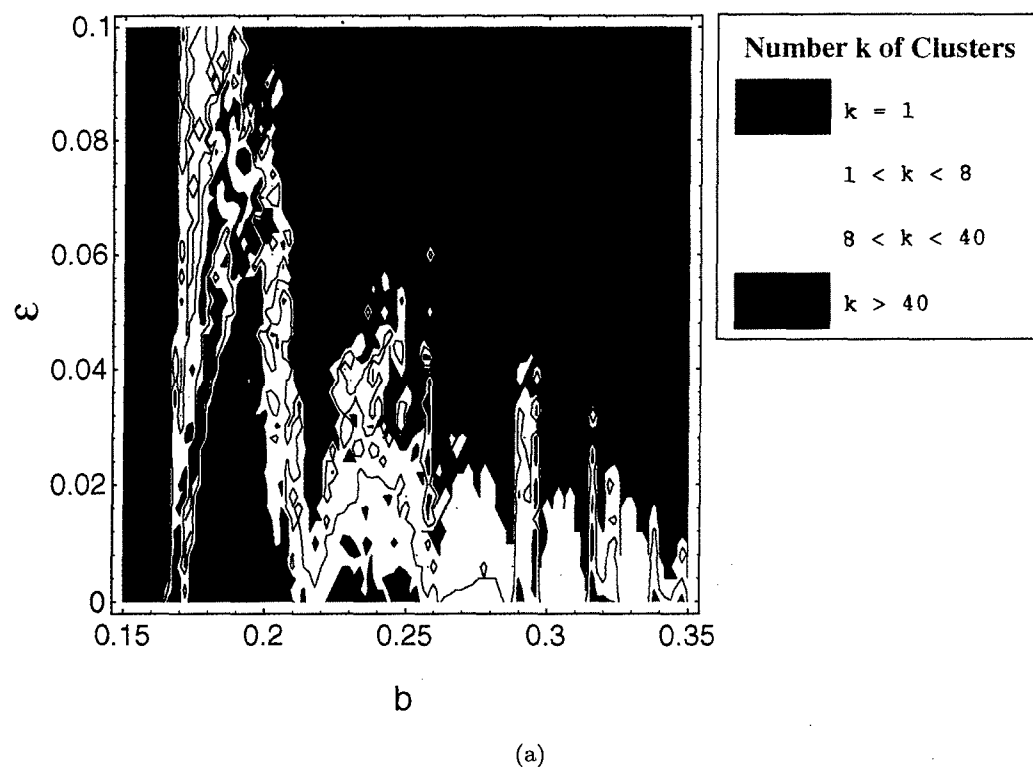 0.1
0.08
0.06
0.04
0.02
0
ε
0.15
0.2
0.25
0.3
0.35
b
Number k of Clusters
k = 1
1 < k < 8
8 < k < 40
k > 40
(a)